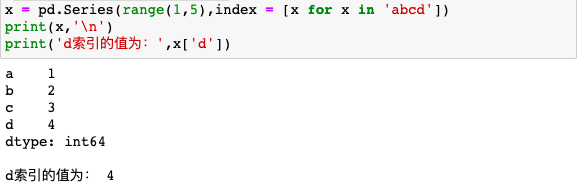 x = pd.Series(range(1,5),index = [x for x in 'abcd'])
print(x,'\n')
print('d索引的值为：',x['d'])
a    1
b    2
c    3
d    4
dtype: int64
d索引的值为： 4